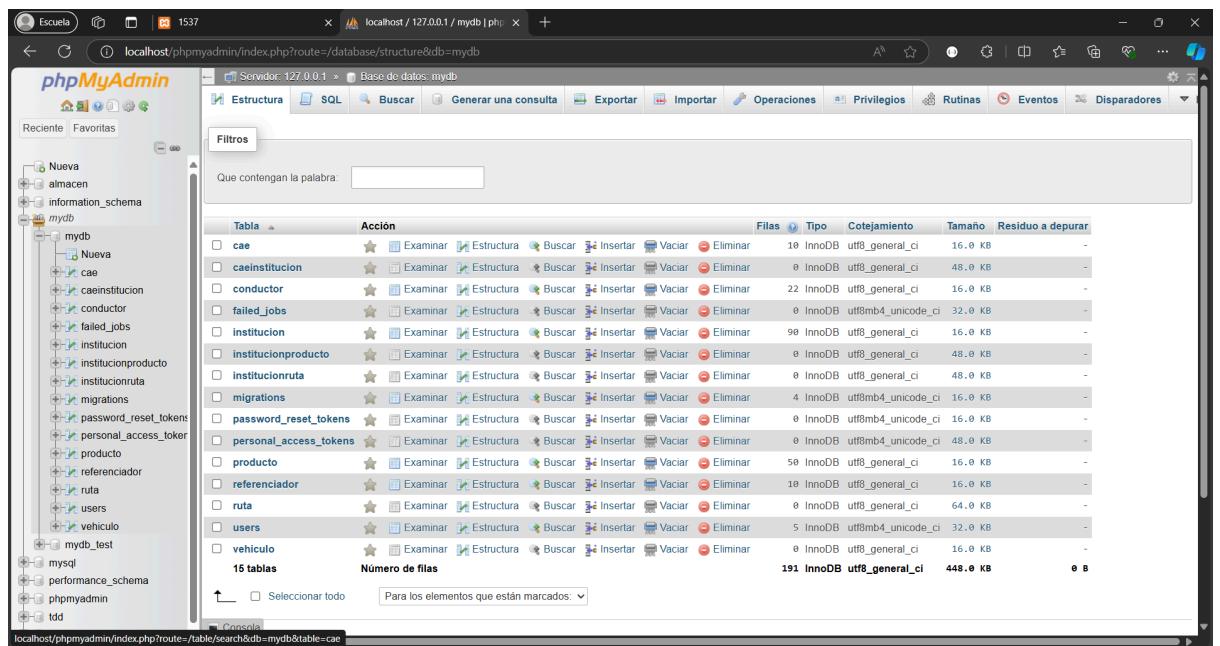 Escuela 1537 localhost / 127.0.0.1 / mydb | php
localhost/phpmyadmin/index.php?route=/database/structure&db=mydb
phpMyAdmin
Reciente Favoritas
Nueva
almacen
information_schema
mydb
mydb
Nueva
cae
caeinstitucion
conductor
failed_jobs
institucion
institucionproducto
institucionruta
migrations
password_reset_tokens
personal_access_token
producto
referenciador
ruta
users
vehiculo
mydb_test
mysql
performance_schema
phpmyadmin
tdd
Servidor: 127.0.0.1 » Base de datos: mydb
Estructura SQL Buscar Generar una consulta Exportar Importar Operaciones Privilegios Rutinas Eventos Disparadores
Filtros
Que contengan la palabra:
Tabla Acción Filas Tipo Cotejamiento Tamaño Residuo a depurar
cae Examinar Estructura Buscar Insertar Vaciar Eliminar 10 InnoDB utf8_general_ci 16.0 KB -
caeinstitucion Examinar Estructura Buscar Insertar Vaciar Eliminar 0 InnoDB utf8_general_ci 48.0 KB -
conductor Examinar Estructura Buscar Insertar Vaciar Eliminar 22 InnoDB utf8_general_ci 16.0 KB -
failed_jobs Examinar Estructura Buscar Insertar Vaciar Eliminar 0 InnoDB utf8mb4_unicode_ci 32.0 KB -
institucion Examinar Estructura Buscar Insertar Vaciar Eliminar 90 InnoDB utf8_general_ci 16.0 KB -
institucionproducto Examinar Estructura Buscar Insertar Vaciar Eliminar 0 InnoDB utf8_general_ci 48.0 KB -
institucionruta Examinar Estructura Buscar Insertar Vaciar Eliminar 0 InnoDB utf8_general_ci 48.0 KB -
migrations Examinar Estructura Buscar Insertar Vaciar Eliminar 4 InnoDB utf8mb4_unicode_ci 16.0 KB -
password_reset_tokens Examinar Estructura Buscar Insertar Vaciar Eliminar 0 InnoDB utf8mb4_unicode_ci 16.0 KB -
personal_access_tokens Examinar Estructura Buscar Insertar Vaciar Eliminar 0 InnoDB utf8mb4_unicode_ci 48.0 KB -
producto Examinar Estructura Buscar Insertar Vaciar Eliminar 50 InnoDB utf8_general_ci 16.0 KB -
referenciador Examinar Estructura Buscar Insertar Vaciar Eliminar 10 InnoDB utf8_general_ci 16.0 KB -
ruta Examinar Estructura Buscar Insertar Vaciar Eliminar 0 InnoDB utf8_general_ci 64.0 KB -
users Examinar Estructura Buscar Insertar Vaciar Eliminar 5 InnoDB utf8mb4_unicode_ci 32.0 KB -
vehiculo Examinar Estructura Buscar Insertar Vaciar Eliminar 0 InnoDB utf8_general_ci 16.0 KB -
15 tablas Número de filas 191 InnoDB utf8_general_ci 448.0 KB 0 B
Seleccionar todo Para los elementos que están marcados:
Consola
localhost/phpmyadmin/index.php?route=/table/search&db=mydb&table=cae